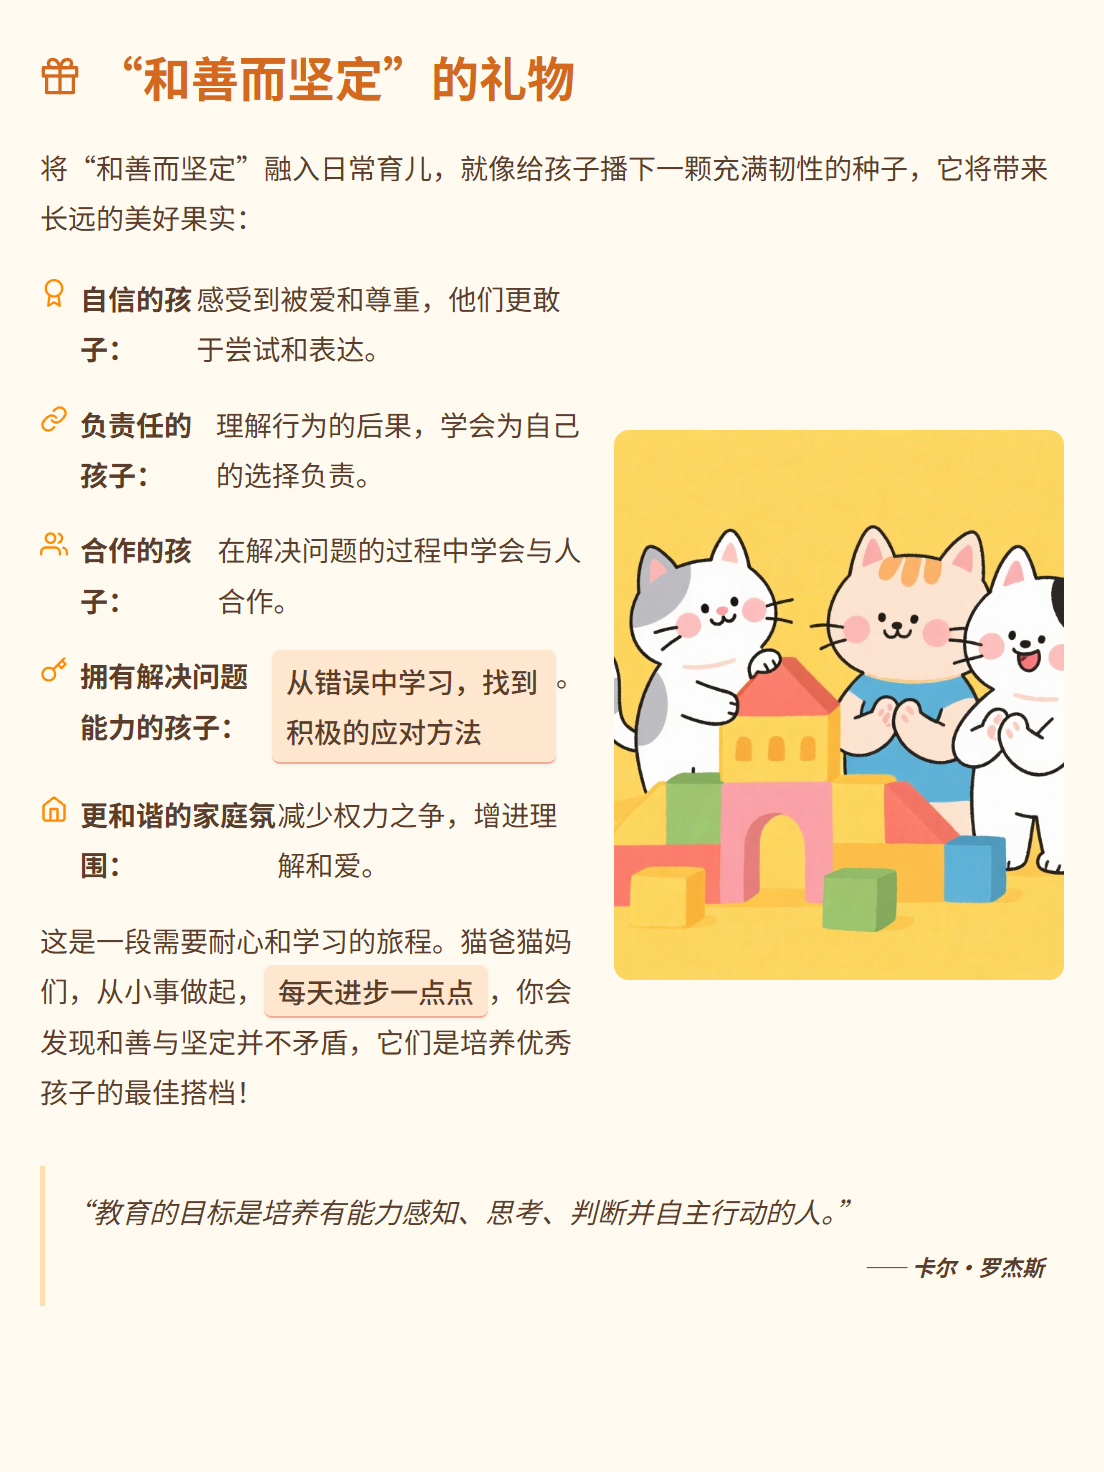 “和善而坚定”的礼物
将“和善而坚定”融入日常育儿，就像给孩子播下一颗充满韧性的种子，它将带来
长远的美好果实：
自信的孩 感受到被爱和尊重，他们更敢
子： 于尝试和表达。
负责任的 理解行为的后果，学会为自己
孩子： 的选择负责。
合作的孩 在解决问题的过程中学会与人
子： 合作。
拥有解决问题 从错误中学习，找到 。
能力的孩子： 积极的应对方法
更和谐的家庭氛 减少权力之争，增进理
围： 解和爱。
这是一段需要耐心和学习的旅程。猫爸猫妈
们，从小事做起，每天进步一点点，你会
发现和善与坚定并不矛盾，它们是培养优秀
孩子的最佳搭档！
“教育的目标是培养有能力感知、思考、判断并自主行动的人。”
—— 卡尔·罗杰斯